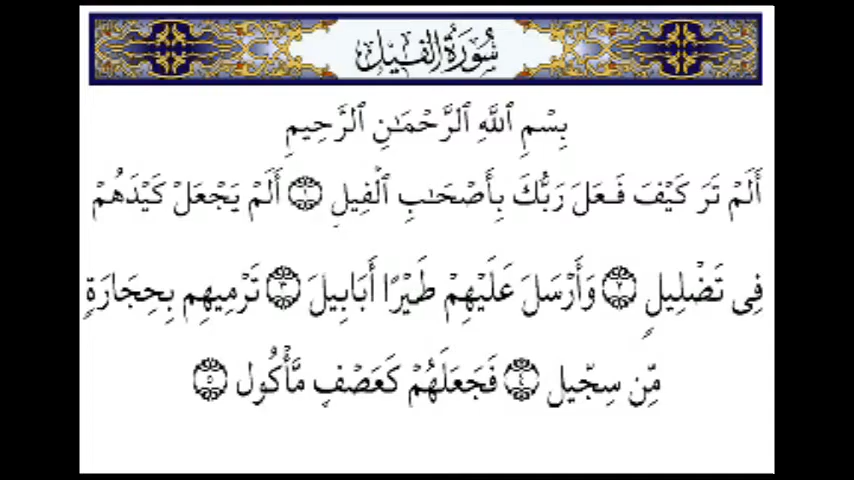 سُورَةُ الْفِيلِ
بِسْمِ ٱللَّهِ ٱلرَّحْمَـٰنِ ٱلرَّحِيمِ
أَلَمْ تَرَ كَيْفَ فَعَلَ رَبُّكَ بِأَصْحَـٰبِ ٱلْفِيلِ ۝١ أَلَمْ يَجْعَلْ كَيْدَهُمْ
فِى تَضْلِيلٍ ۝٢ وَأَرْسَلَ عَلَيْهِمْ طَيْرًا أَبَابِيلَ ۝٣ تَرْمِيهِم بِحِجَارَةٍ
مِّن سِجِّيلٍ ۝٤ فَجَعَلَهُمْ كَعَصْفٍ مَّأْكُولٍ ۝٥